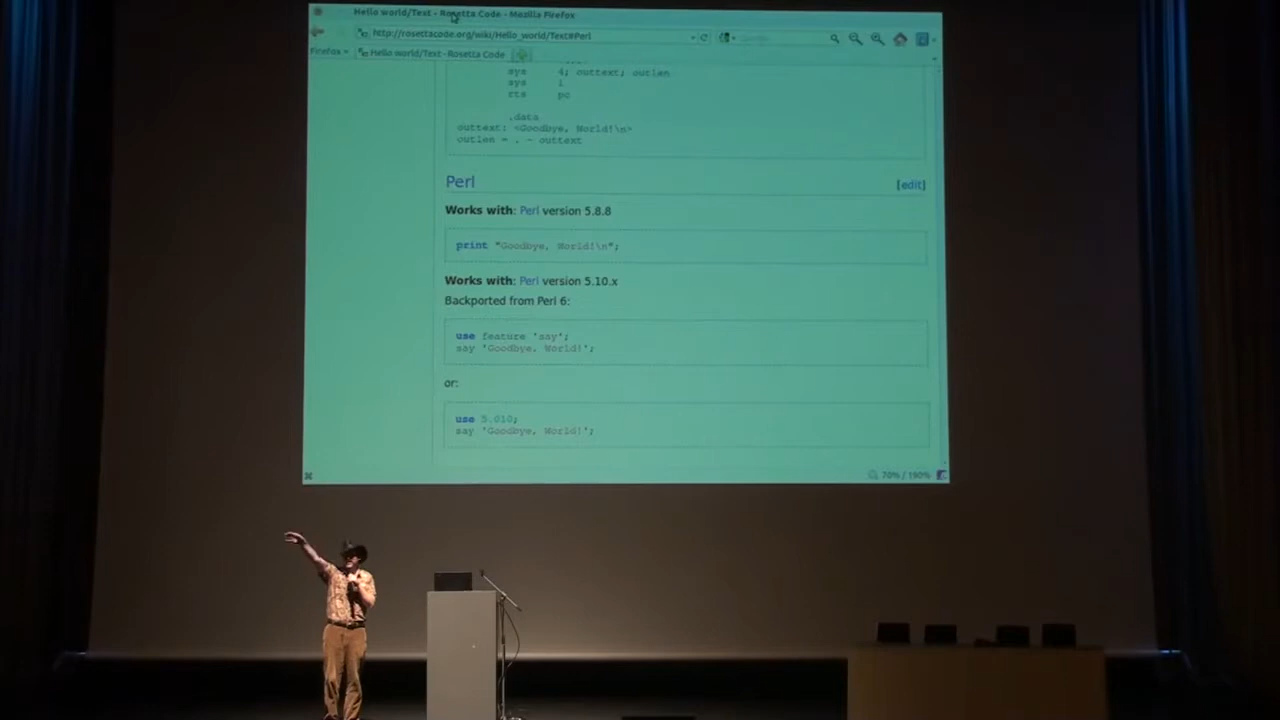 Hello world/Text - Rosetta Code - Mozilla Firefox
http://rosettacode.org/wiki/Hello_world/Text#Perl
Firefox
Hello world/Text - Rosetta Code
sys 4; outtext; outlen
sys 1
rts pc
.data
outtext: <Goodbye, World!\n>
outlen = . - outtext
Perl [edit]
Works with: Perl version 5.8.8
print "Goodbye, World!\n";
Works with: Perl version 5.10.x
Backported from Perl 6:
use feature 'say';
say 'Goodbye, World!';
or:
use 5.010;
say 'Goodbye, World!';
70% / 190%